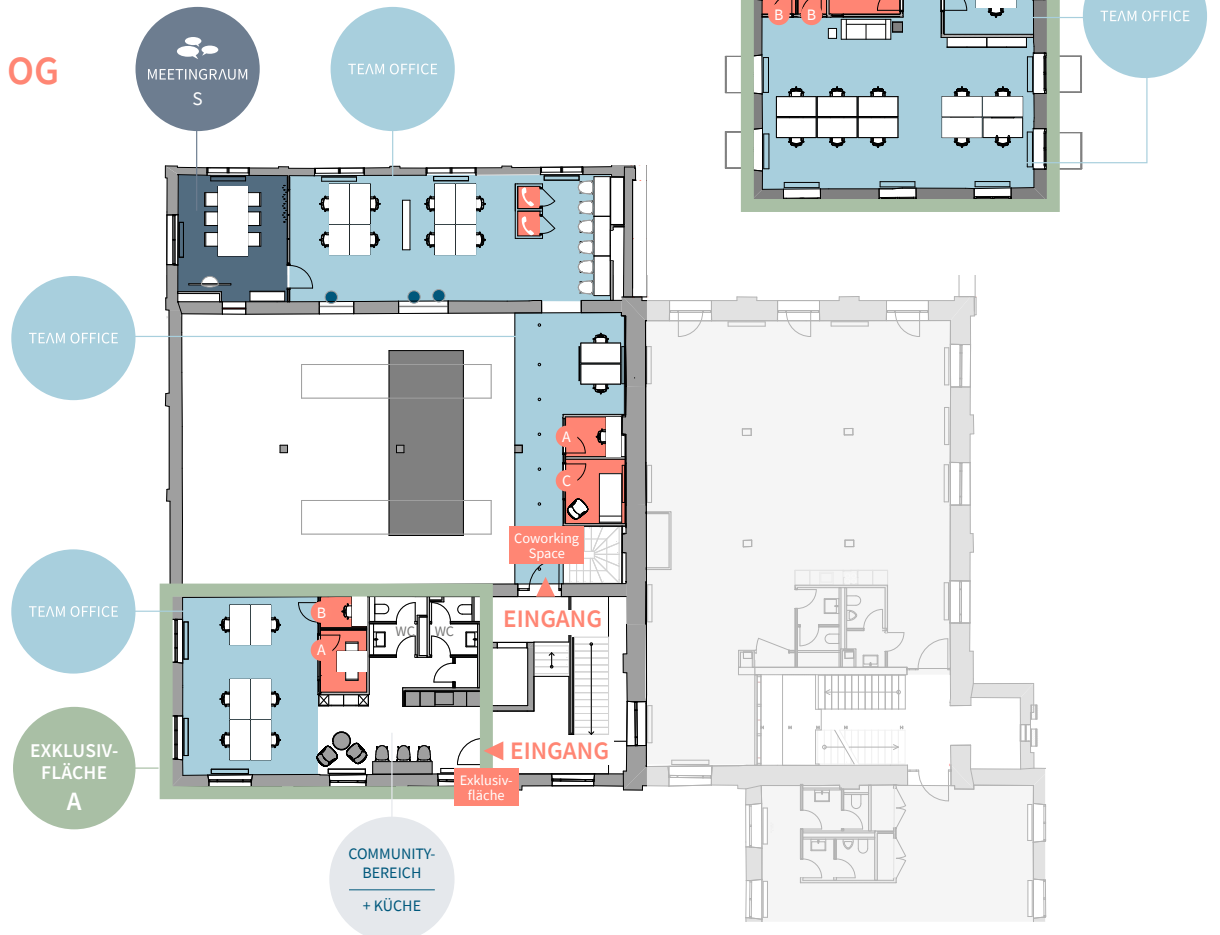 B
B
TEAM OFFICE
OG
MEETINGRAUM
S
TEAM OFFICE
TEAM OFFICE
A
C
Coworking
Space
EINGANG
TEAM OFFICE
B
A
WC
WC
EINGANG
Exklusiv-
fläche
EXKLUSIV-
FLÄCHE
A
COMMUNITY-
BEREICH
+ KÜCHE